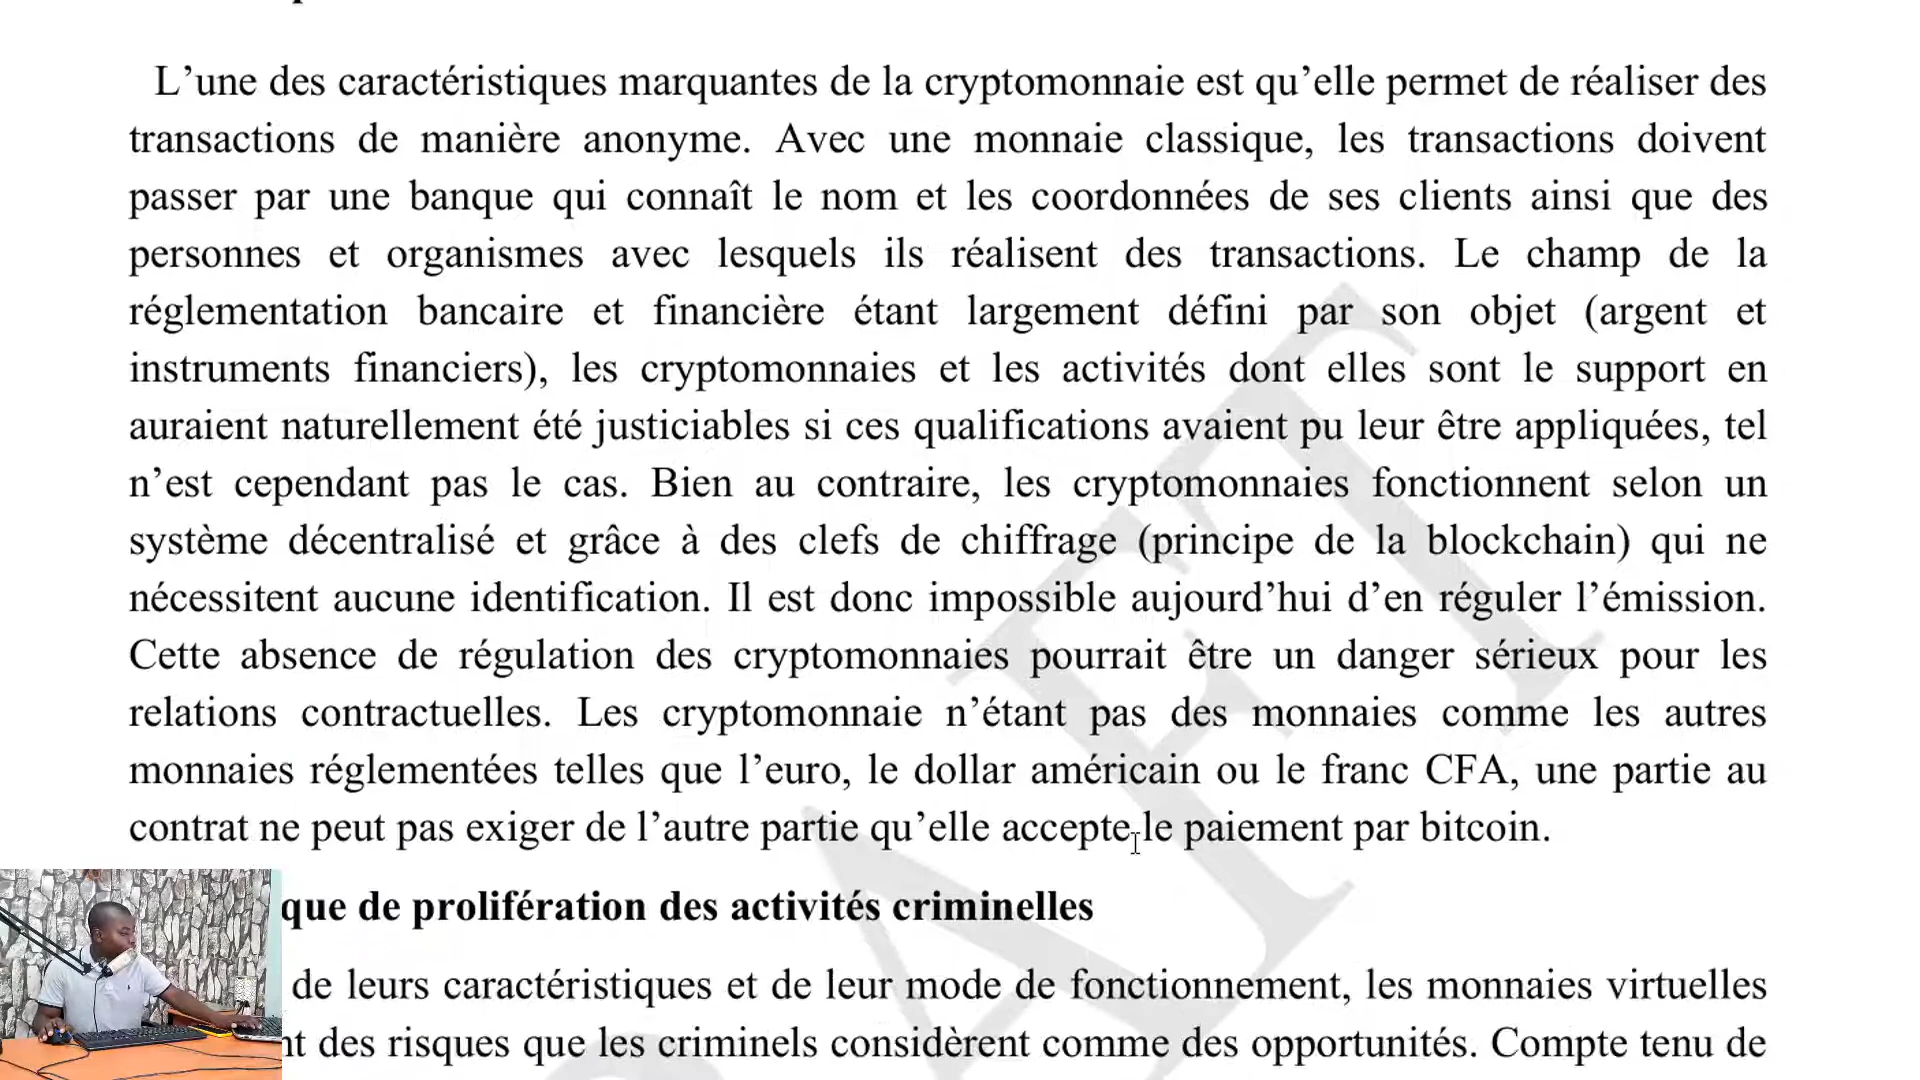 L’une des caractéristiques marquantes de la cryptomonnaie est qu’elle permet de réaliser des
transactions de manière anonyme. Avec une monnaie classique, les transactions doivent
passer par une banque qui connaît le nom et les coordonnées de ses clients ainsi que des
personnes et organismes avec lesquels ils réalisent des transactions. Le champ de la
réglementation bancaire et financière étant largement défini par son objet (argent et
instruments financiers), les cryptomonnaies et les activités dont elles sont le support en
auraient naturellement été justiciables si ces qualifications avaient pu leur être appliquées, tel
n’est cependant pas le cas. Bien au contraire, les cryptomonnaies fonctionnent selon un
système décentralisé et grâce à des clefs de chiffrage (principe de la blockchain) qui ne
nécessitent aucune identification. Il est donc impossible aujourd’hui d’en réguler l’émission.
Cette absence de régulation des cryptomonnaies pourrait être un danger sérieux pour les
relations contractuelles. Les cryptomonnaie n’étant pas des monnaies comme les autres
monnaies réglementées telles que l’euro, le dollar américain ou le franc CFA, une partie au
contrat ne peut pas exiger de l’autre partie qu’elle accepte le paiement par bitcoin.
que de prolifération des activités criminelles
de leurs caractéristiques et de leur mode de fonctionnement, les monnaies virtuelles
des risques que les criminels considèrent comme des opportunités. Compte tenu de